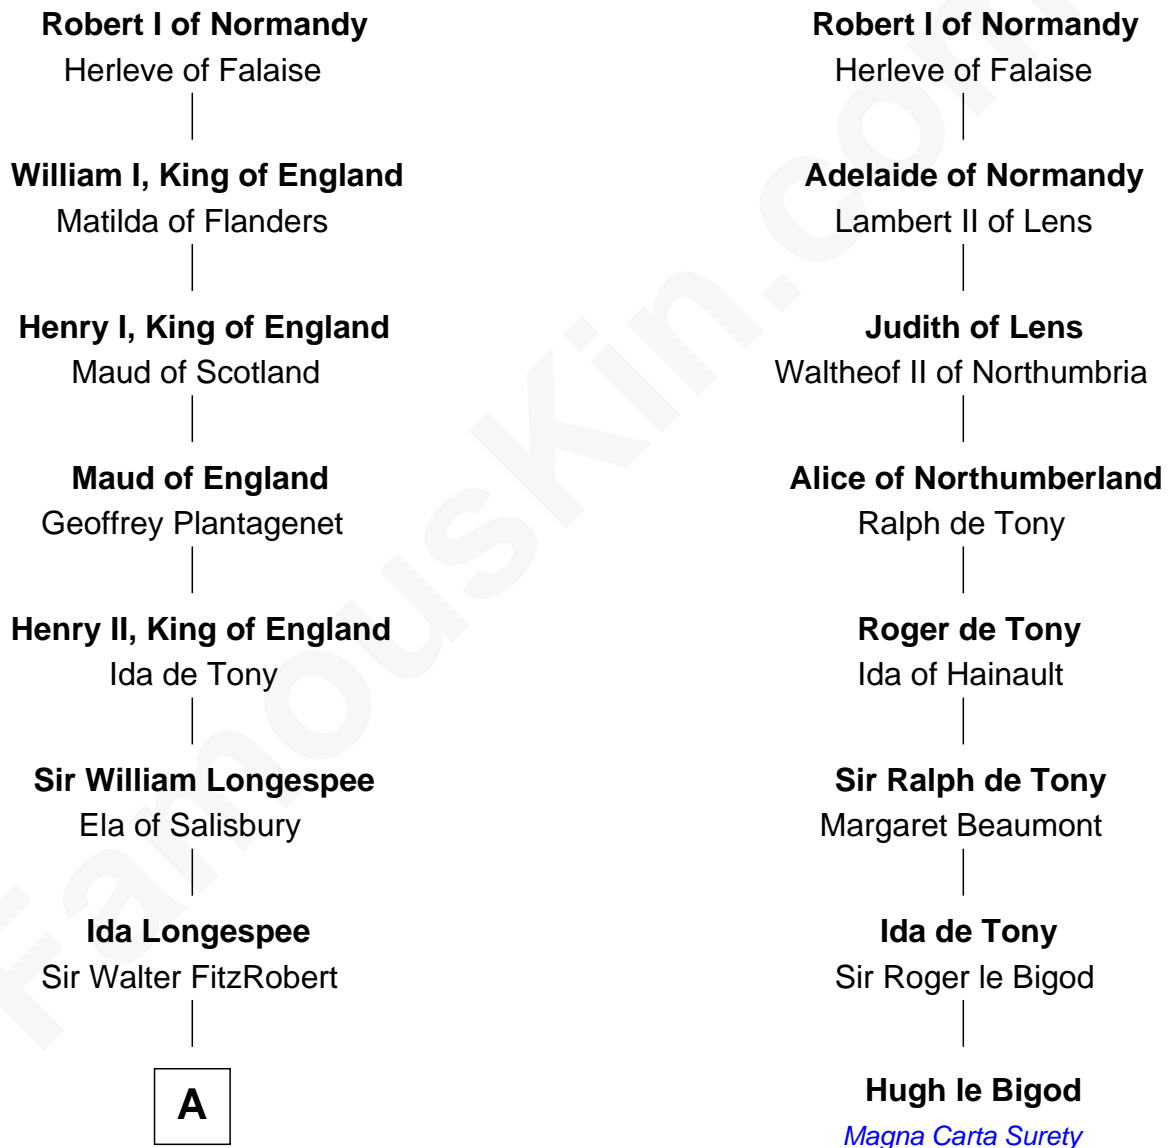 Robert I of Normandy
Herleve of Falaise
William I, King of England
Matilda of Flanders
Henry I, King of England
Maud of Scotland
Maud of England
Geoffrey Plantagenet
Henry II, King of England
Ida de Tony
Sir William Longespee
Ela of Salisbury
Ida Longespee
Sir Walter FitzRobert
A
Robert I of Normandy
Herleve of Falaise
Adelaide of Normandy
Lambert II of Lens
Judith of Lens
Waltheof II of Northumbria
Alice of Northumberland
Ralph de Tony
Roger de Tony
Ida of Hainault
Sir Ralph de Tony
Margaret Beaumont
Ida de Tony
Sir Roger le Bigod
Hugh le Bigod
Magna Carta Surety
FamousKin.com